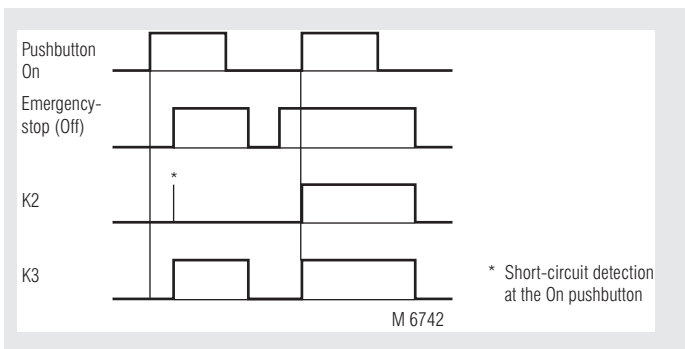 Pushbutton
On
Emergency-
stop (Off)
*
K2
K3
* Short-circuit detection
at the On pushbutton
M 6742